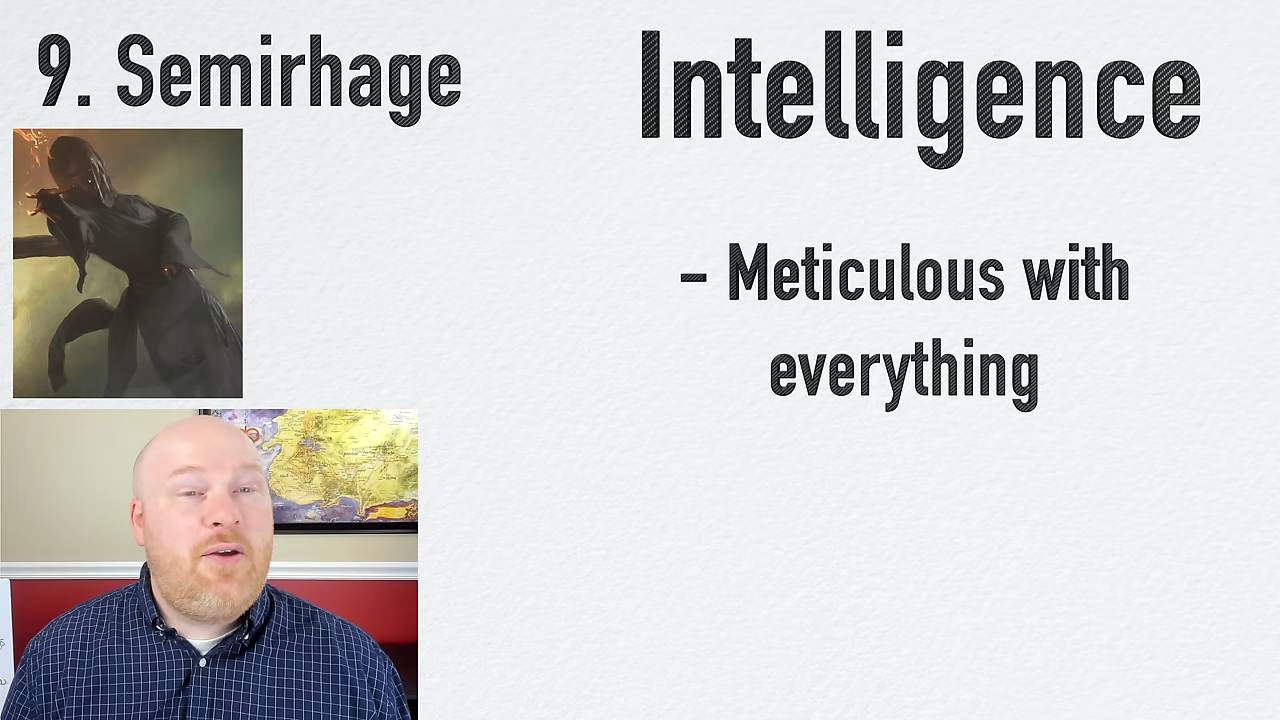 9. Semirhage
Intelligence
– Meticulous with
everything